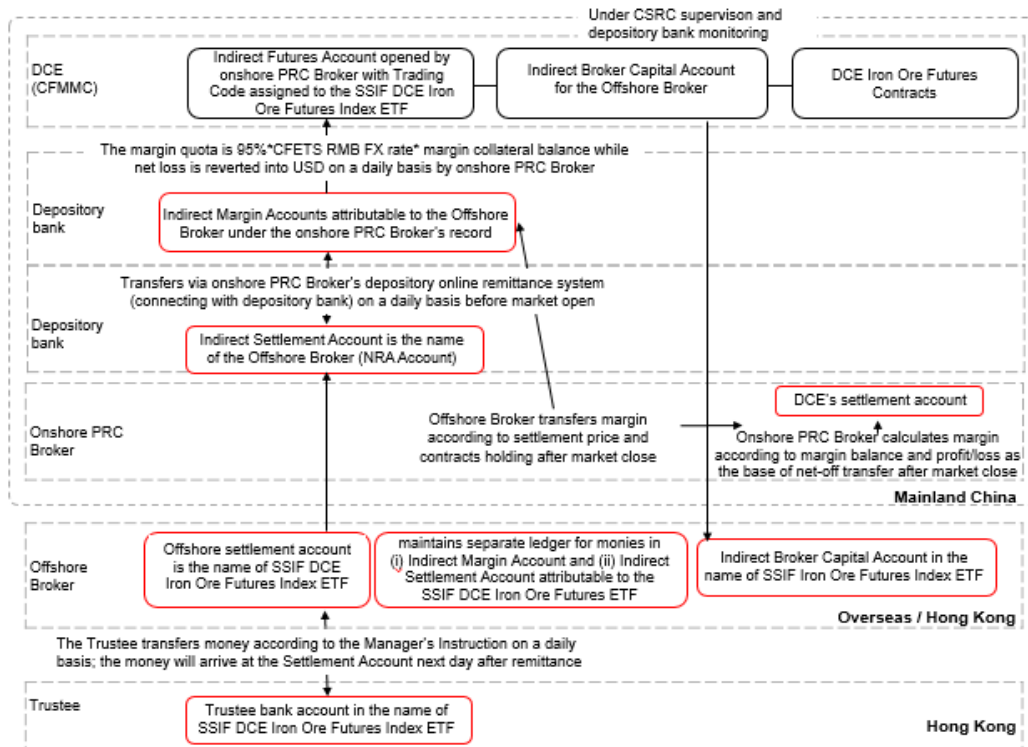 Under CSRC supervison and
depository bank monitoring
DCE
(CFMMC)
Indirect Futures Account opened by
onshore PRC Broker with Trading
Code assigned to the SSIF DCE Iron
Ore Futures Index ETF
Indirect Broker Capital Account
for the Offshore Broker
DCE Iron Ore Futures
Contracts
The margin quota is 95%*CFETS RMB FX rate* margin collateral balance while
net loss is reverted into USD on a daily basis by onshore PRC Broker
Depository
bank
Indirect Margin Accounts attributable to the Offshore
Broker under the onshore PRC Broker's record
Transfers via onshore PRC Broker's depository online remittance system
(connecting with depository bank) on a daily basis before market open
Depository
bank
Indirect Settlement Account is the name
of the Offshore Broker (NRA Account)
Onshore PRC
Broker
Offshore Broker transfers margin
according to settlement price and
contracts holding after market close
DCE's settlement account
Onshore PRC Broker calculates margin
according to margin balance and profit/loss as
the base of net-off transfer after market close
Mainland China
Offshore
Broker
Offshore settlement account
is the name of SSIF DCE
Iron Ore Futures Index ETF
maintains separate ledger for monies in
(i) Indirect Margin Account and (ii) Indirect
Settlement Account attributable to the
SSIF DCE Iron Ore Futures ETF
Indirect Broker Capital Account in the
name of SSIF Iron Ore Futures Index ETF
Overseas / Hong Kong
The Trustee transfers money according to the Manager's Instruction on a daily
basis; the money will arrive at the Settlement Account next day after remittance
Trustee
Trustee bank account in the name of
SSIF DCE Iron Ore Futures Index ETF
Hong Kong